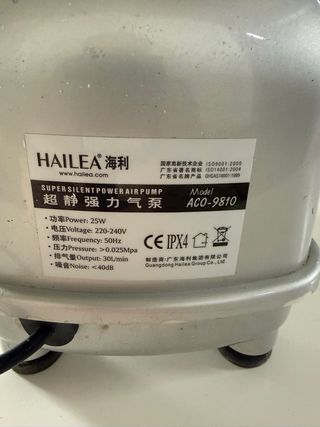 HAILEA 海利
www.hailea.com
国家高新技术企业 ISO9001:2000
广东省著名商标 ISO14001:2004
广东省名牌产品 OHSAS18001:1999
SUPER SILENT POWER AIR PUMP
超静强力气泵
Model
ACO-9810
·功率Power: 25W
·电压Voltage: 220-240V
·频率Frequency: 50Hz
·压力Pressure: >0.025Mpa
·排气量Output: 30L/min
·噪音Noise: <40dB
CE IPX4
制造商:广东海利集团有限公司
Guangdong Hailea Group Co., Ltd.